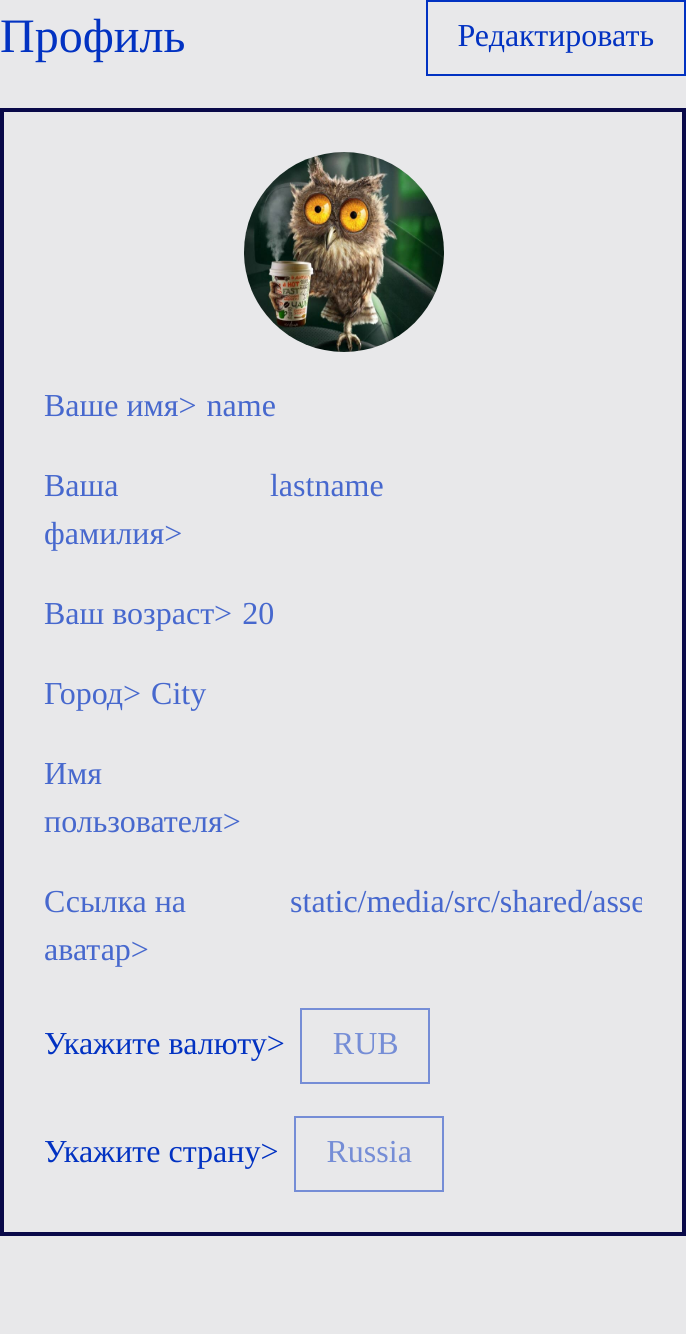 Профиль
Редактировать
Ваше имя> name
Ваша lastname
фамилия>
Ваш возраст> 20
Город> City
Имя
пользователя>
Ссылка на static/media/src/shared/asse
аватар>
Укажите валюту> RUB
Укажите страну> Russia